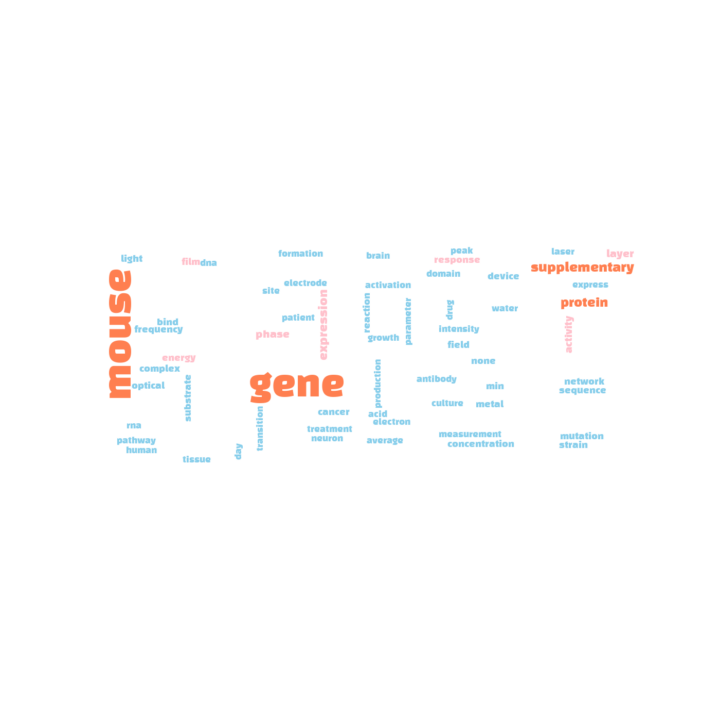 peak
laser
formation
layer
brain
light
response
film
dna
supplementary
domain
device
electrode
activation
express
site
mouse
expression
reaction
parameter
drug
water
protein
patient
bind
frequency
intensity
activity
phase
growth
field
energy
none
complex
optical
substrate
gene
production
antibody
min
network
sequence
culture
metal
cancer
acid
electron
transition
rna
treatment
neuron
average
measurement
concentration
mutation
strain
pathway
human
day
tissue